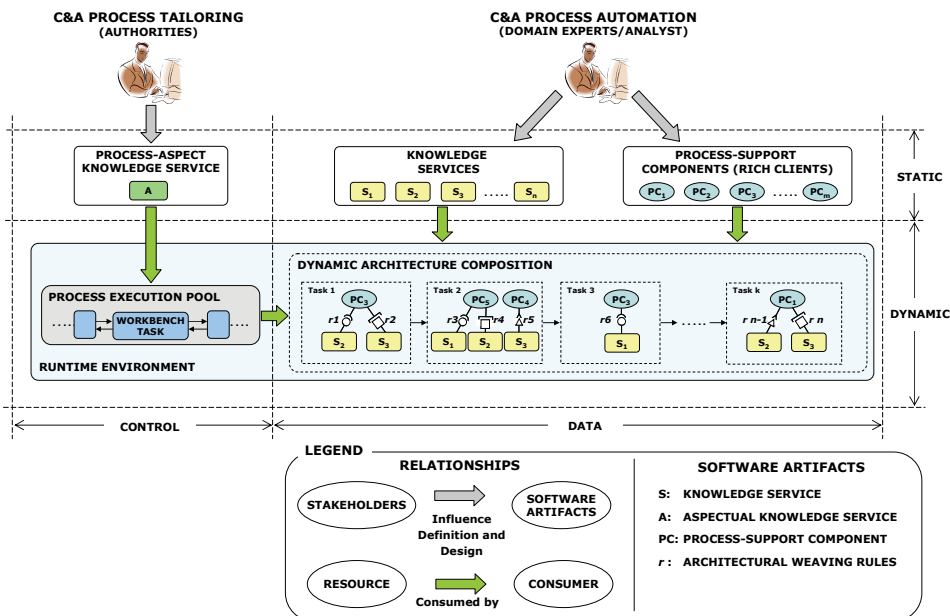 C&A PROCESS TAILORING
(AUTHORITIES)
C&A PROCESS AUTOMATION
(DOMAIN EXPERTS/ANALYST)
PROCESS-ASPECT
KNOWLEDGE SERVICE
A
KNOWLEDGE
SERVICES
S1 S2 S3 ..... Sn
PROCESS-SUPPORT
COMPONENTS (RICH CLIENTS)
PC1 PC2 PC3 ..... PCm
STATIC
DYNAMIC ARCHITECTURE COMPOSITION
PROCESS EXECUTION POOL
..... WORKBENCH TASK .....
RUNTIME ENVIRONMENT
Task 1
PC3
r1 r2
S2 S3
Task 2
PC5 PC4
r3 r4 r5
S1 S2 S3
Task 3
PC3
r6
S1
.....
Task k
PC1
r n-1 r n
S2 S3
DYNAMIC
CONTROL
DATA
LEGEND
RELATIONSHIPS
STAKEHOLDERS
Influence
Definition and
Design
SOFTWARE
ARTIFACTS
RESOURCE
Consumed by
CONSUMER
SOFTWARE ARTIFACTS
S: KNOWLEDGE SERVICE
A: ASPECTUAL KNOWLEDGE SERVICE
PC: PROCESS-SUPPORT COMPONENT
r : ARCHITECTURAL WEAVING RULES